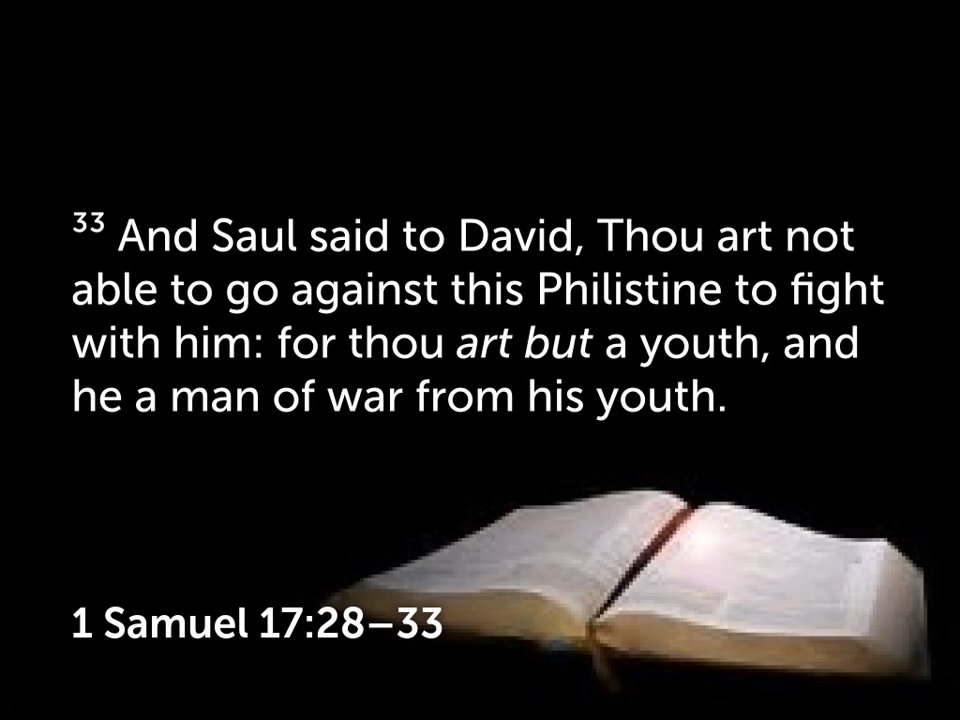 ³³ And Saul said to David, Thou art not
able to go against this Philistine to fight
with him: for thou art but a youth, and
he a man of war from his youth.
1 Samuel 17:28–33